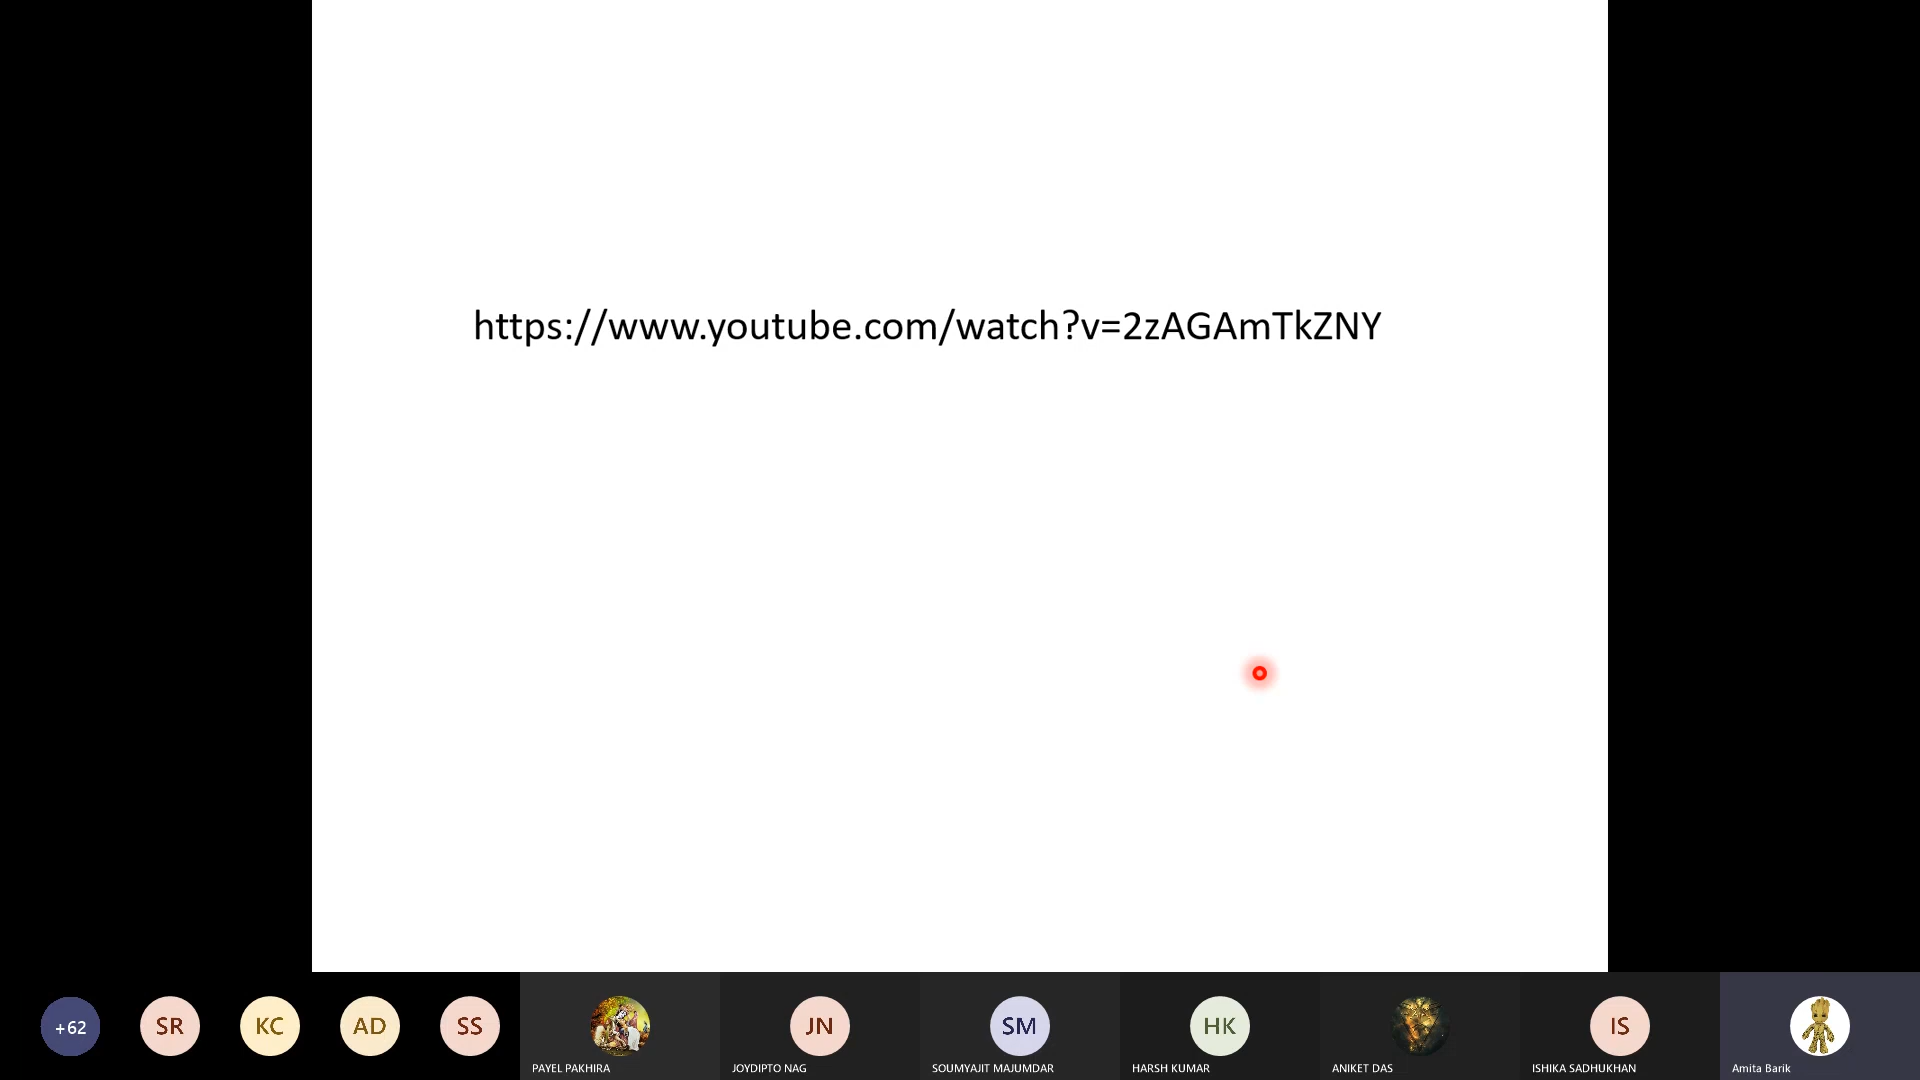 https://www.youtube.com/watch?v=2zAGAmTkZNY
+62
SR
KC
AD
SS
PAYEL PAKHIRA
JN
JOYDIPTO NAG
SM
SOUMYAJIT MAJUMDAR
HK
HARSH KUMAR
ANIKET DAS
IS
ISHIKA SADHUKHAN
Amita Barik